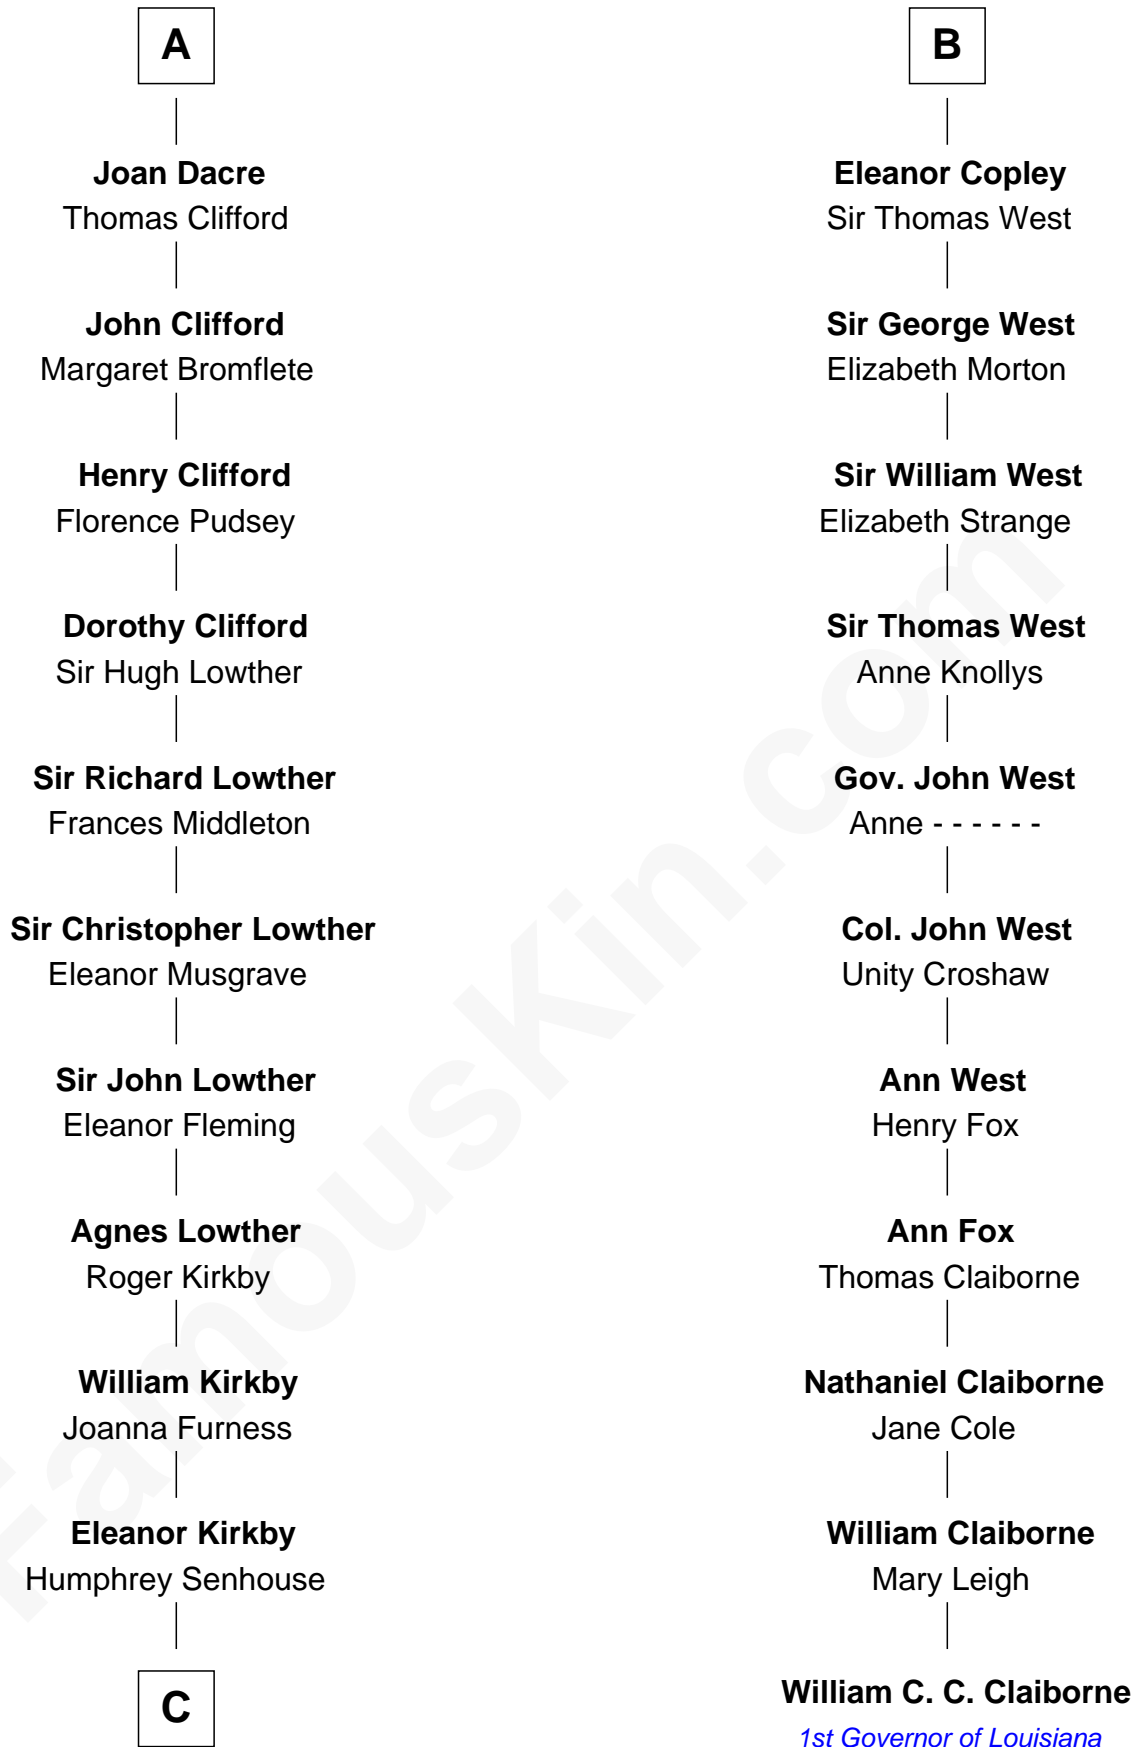 A
Joan Dacre
Thomas Clifford
John Clifford
Margaret Bromflete
Henry Clifford
Florence Pudsey
Dorothy Clifford
Sir Hugh Lowther
Sir Richard Lowther
Frances Middleton
Sir Christopher Lowther
Eleanor Musgrave
Sir John Lowther
Eleanor Fleming
Agnes Lowther
Roger Kirkby
William Kirkby
Joanna Furness
Eleanor Kirkby
Humphrey Senhouse
C
B
Eleanor Copley
Sir Thomas West
Sir George West
Elizabeth Morton
Sir William West
Elizabeth Strange
Sir Thomas West
Anne Knollys
Gov. John West
Anne - - - - - -
Col. John West
Unity Croshaw
Ann West
Henry Fox
Ann Fox
Thomas Claiborne
Nathaniel Claiborne
Jane Cole
William Claiborne
Mary Leigh
William C. C. Claiborne
1st Governor of Louisiana
FamousKin.com